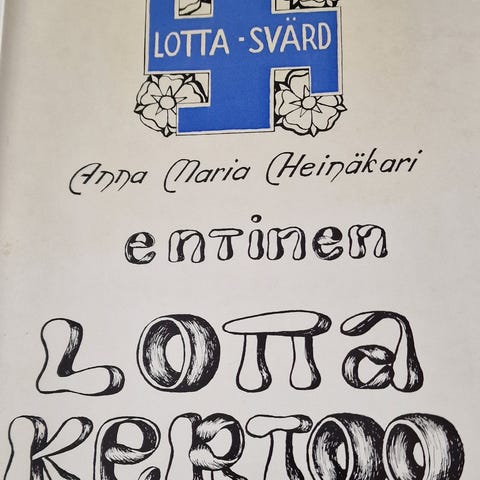 LOTTA-SVÄRD
Anna Maria Heinäkari
entinen
LOTTA
KERTOO